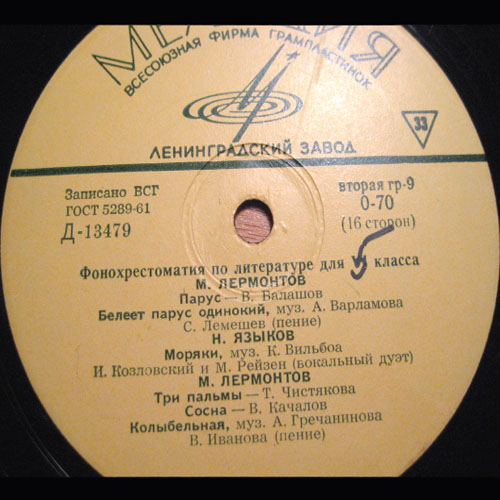 МЕЛОДИЯ
ВСЕСОЮЗНАЯ ФИРМА ГРАМПЛАСТИНОК
33
ЛЕНИНГРАДСКИЙ ЗАВОД
Записано ВСГ
ГОСТ 5289-61
Д-13479
вторая гр-9
0-70
(16 сторон)
Фонохрестоматия по литературе для 5 класса
М. ЛЕРМОНТОВ
Парус — В. Балашов
Белеет парус одинокий, муз. А. Варламова
С. Лемешев (пение)
Н. ЯЗЫКОВ
Моряки, муз. К. Вильбоа
И. Козловский и М. Рейзен (вокальный дуэт)
М. ЛЕРМОНТОВ
Три пальмы — Т. Чистякова
Сосна — В. Качалов
Колыбельная, муз. А. Гречанинова
В. Иванова (пение)